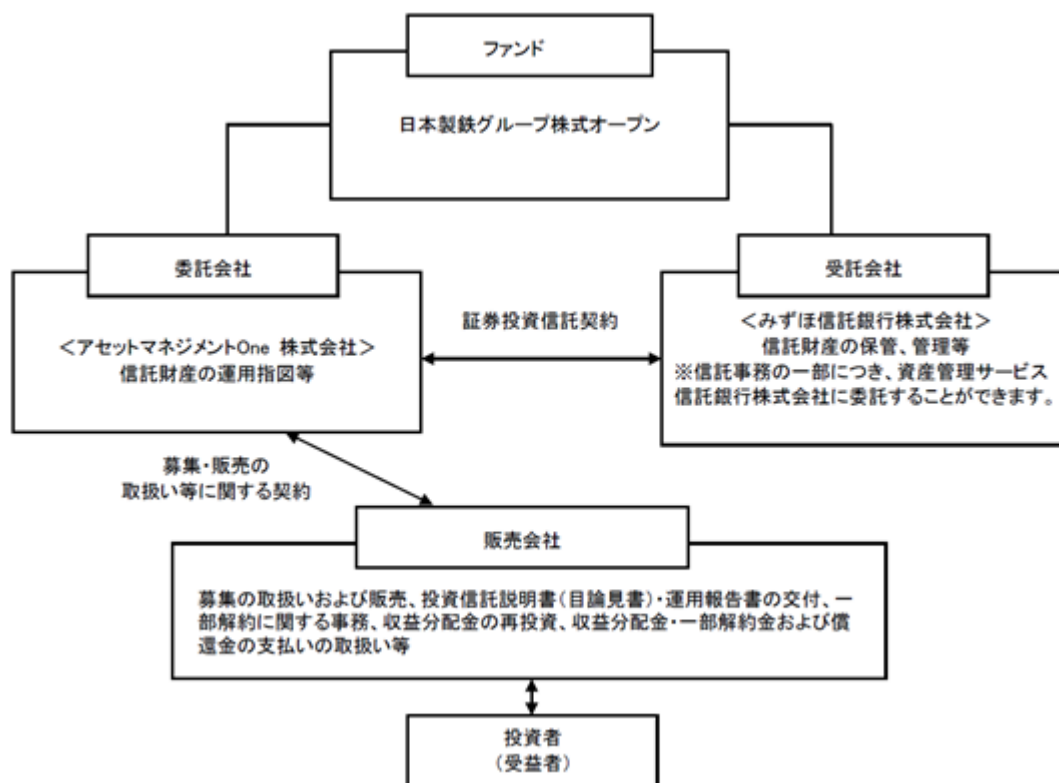 ファンド
日本製鉄グループ株式オープン
委託会社
<アセットマネジメントOne 株式会社>
信託財産の運用指図等
証券投資信託契約
受託会社
<みずほ信託銀行株式会社>
信託財産の保管、管理等
※信託事務の一部につき、資産管理サービス
信託銀行株式会社に委託することができます。
募集・販売の
取扱い等に関する契約
販売会社
募集の取扱いおよび販売、投資信託説明書(目論見書)・運用報告書の交付、一
部解約に関する事務、収益分配金の再投資、収益分配金・一部解約金および償
還金の支払いの取扱い等
投資者
(受益者)